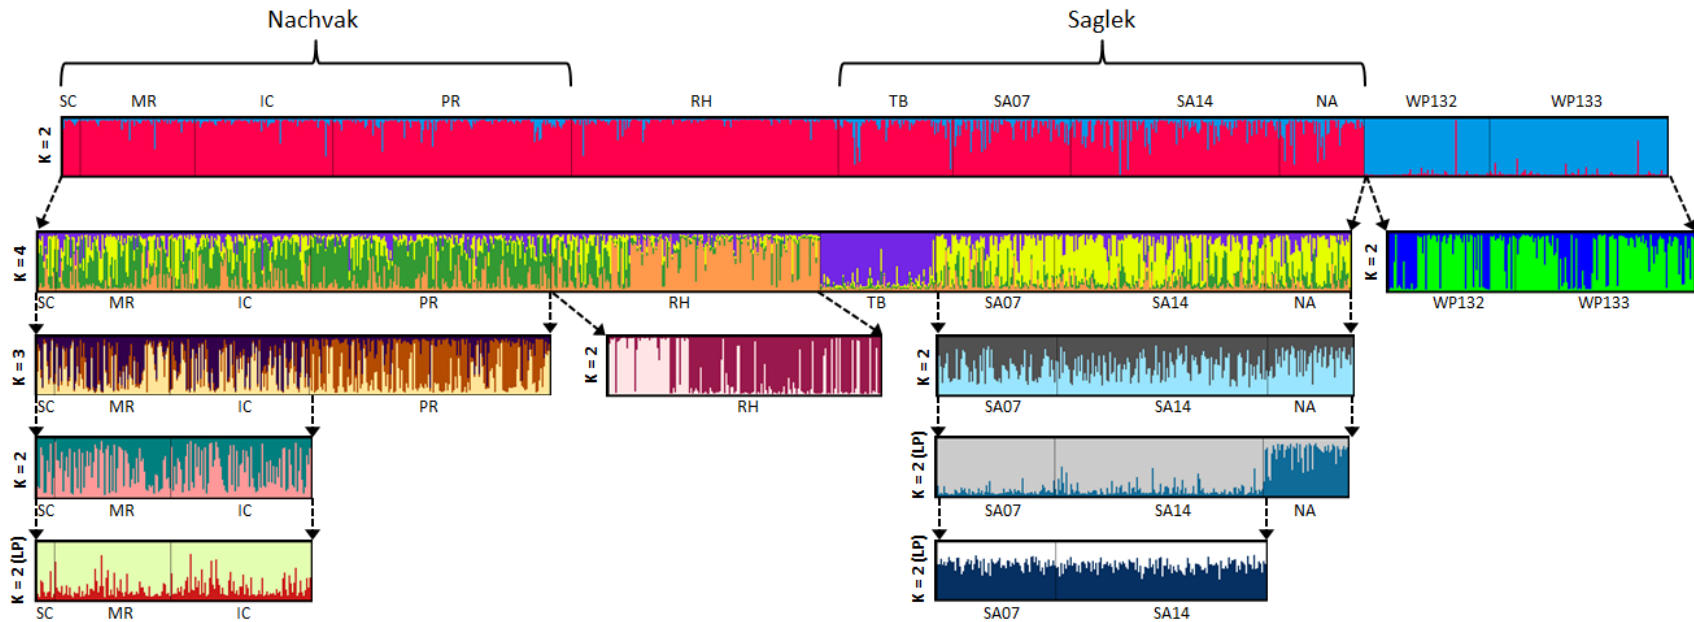 Nachvak Saglek
SC MR IC PR RH TB SA07 SA14 NA WP132 WP133
K = 2
K = 4
K = 2
SC MR IC PR RH TB SA07 SA14 NA WP132 WP133
K = 3
K = 2
K = 2
SC MR IC PR RH SA07 SA14 NA
K = 2
K = 2 (LP)
SC MR IC SA07 SA14 NA
K = 2 (LP)
K = 2 (LP)
SC MR IC SA07 SA14